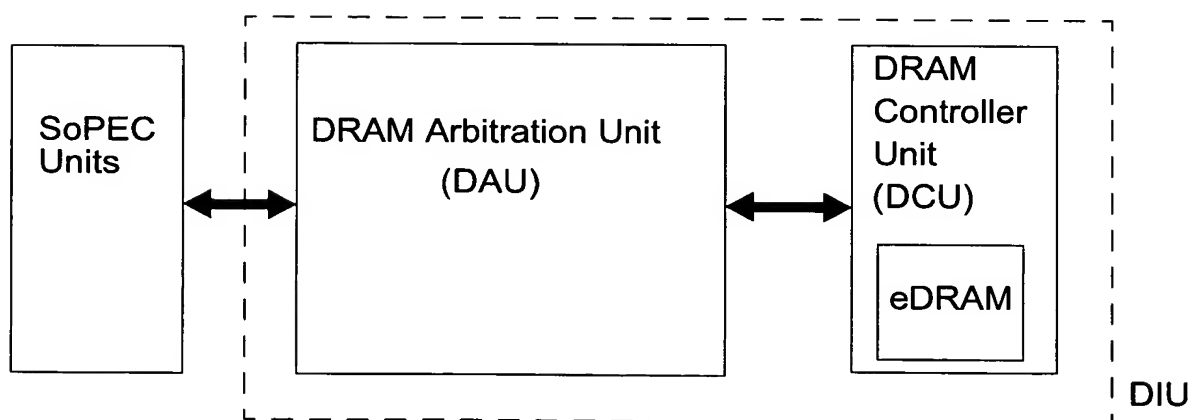 SoPEC
Units
DRAM Arbitration Unit
(DAU)
DRAM
Controller
Unit
(DCU)
eDRAM
DIU